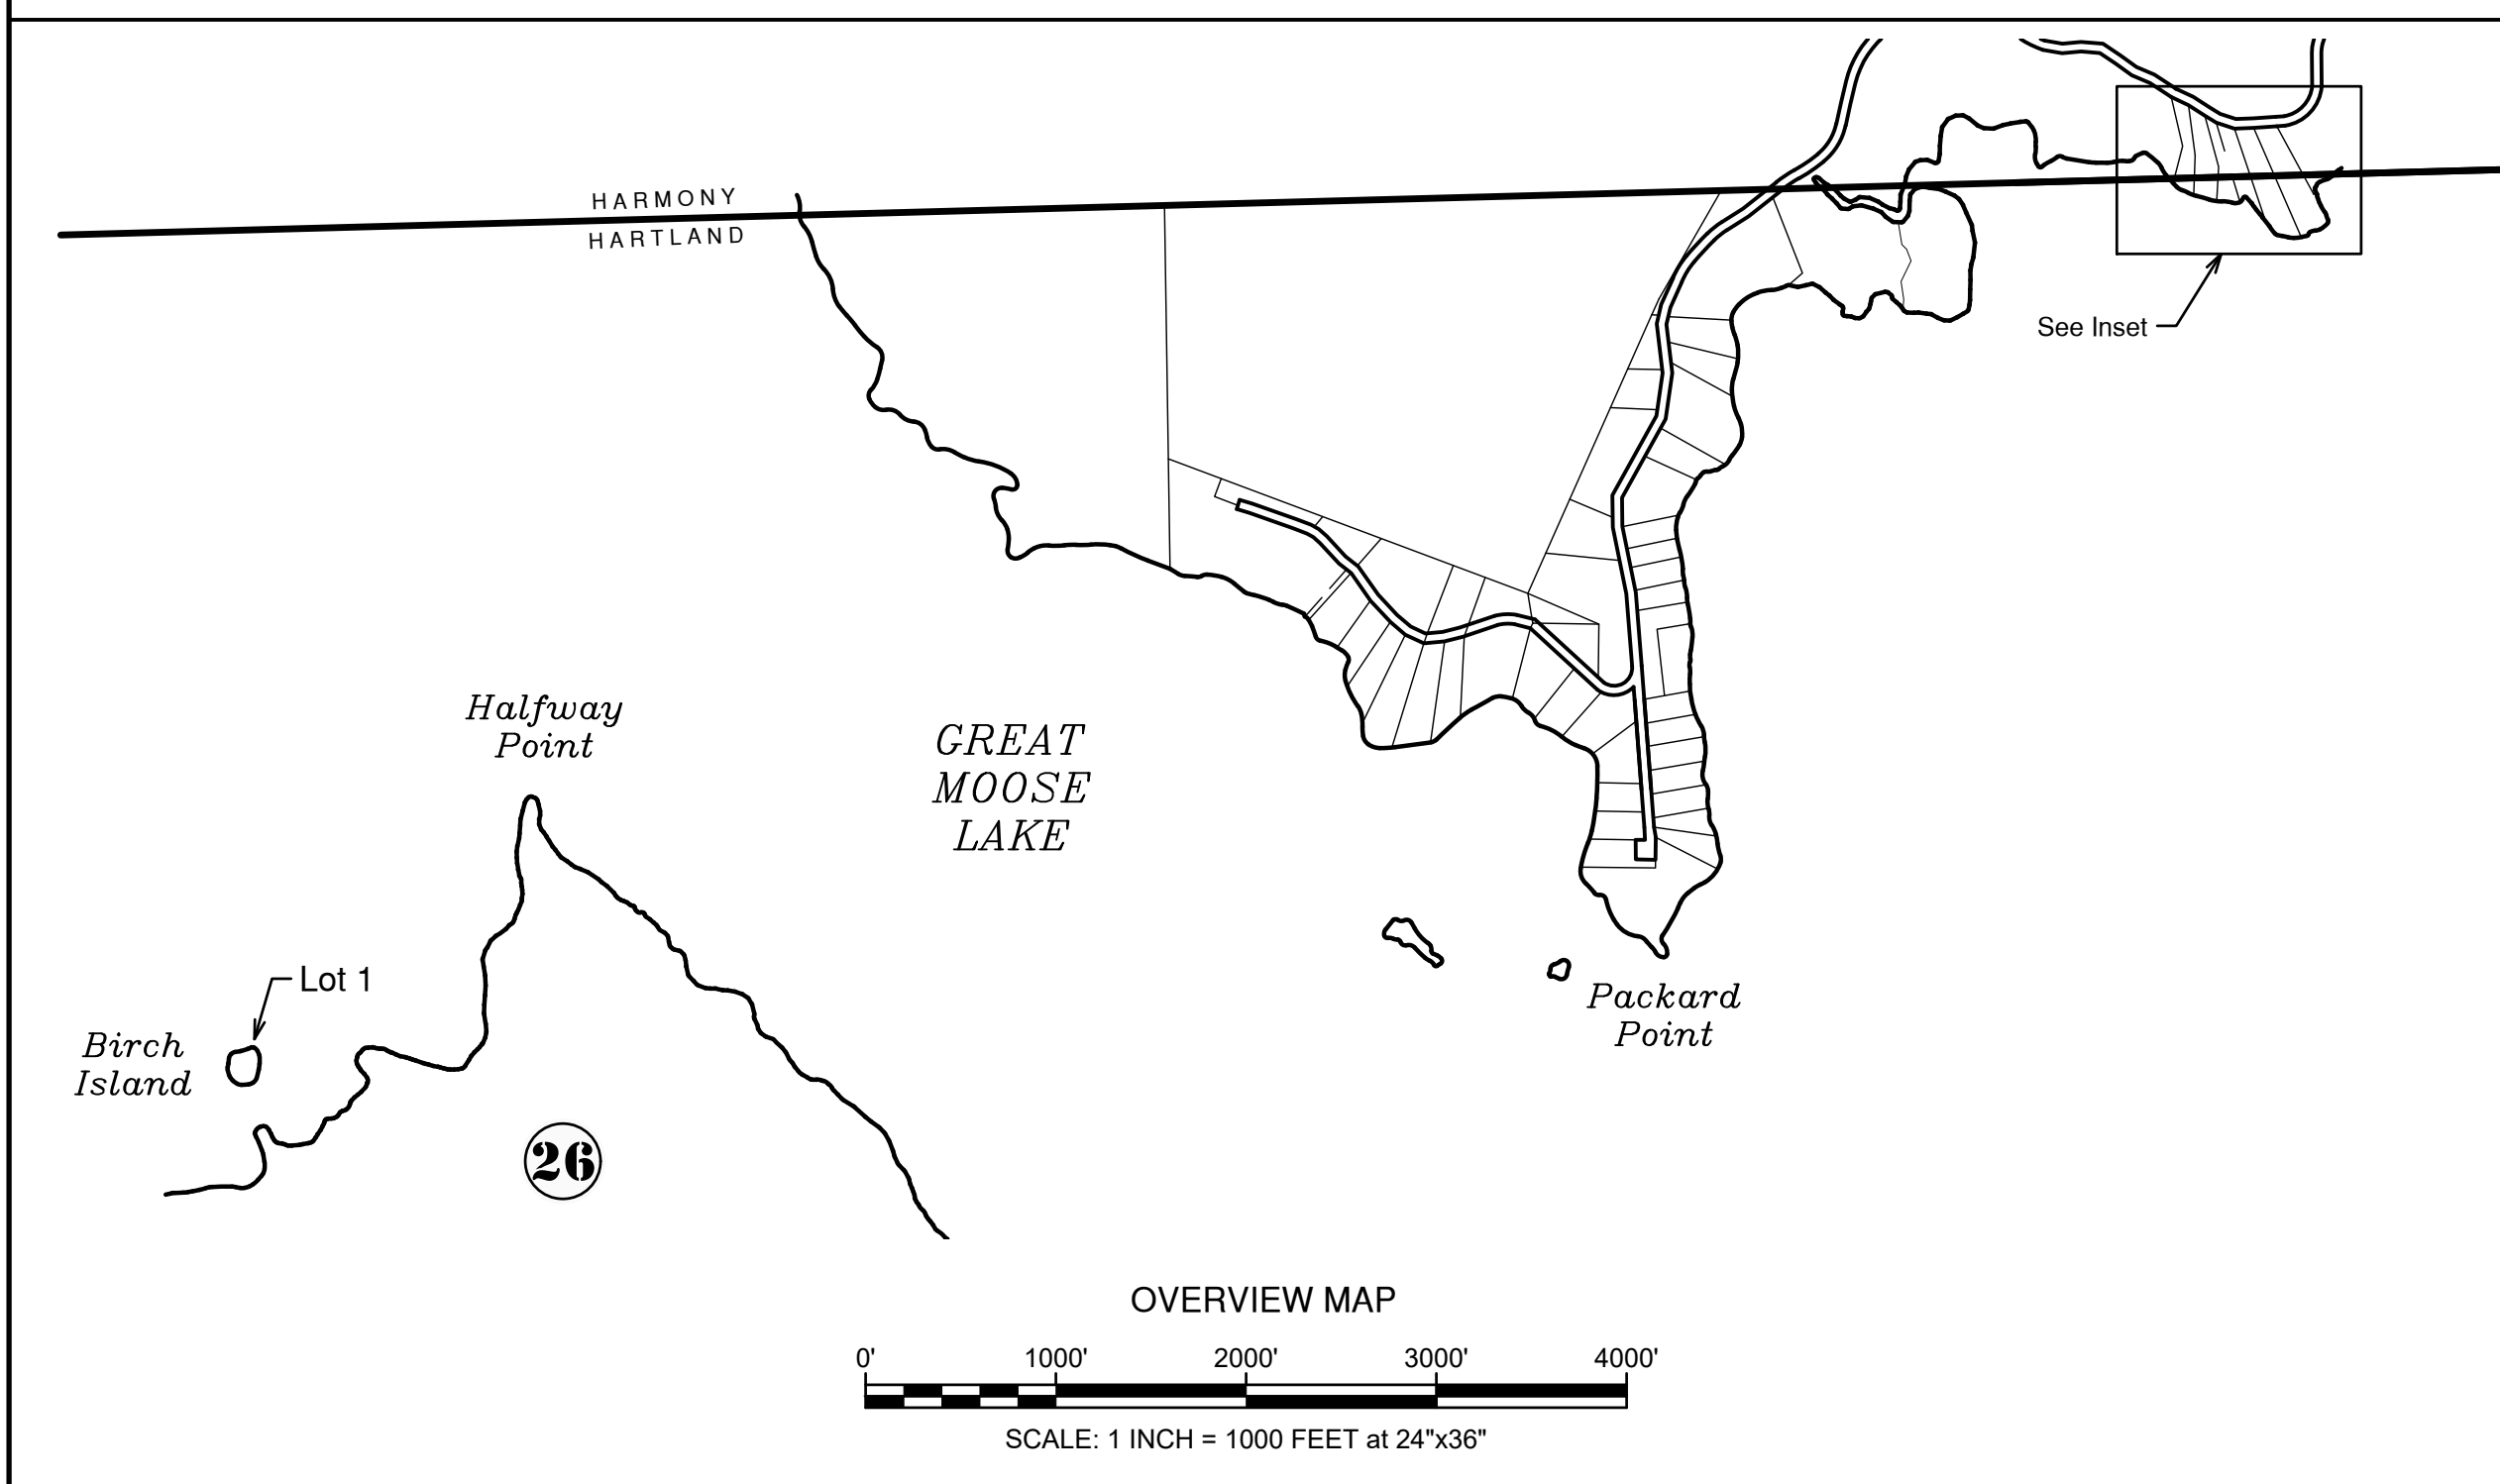 HARMONY
HARTLAND
See Inset
Halfway
Point
GREAT
MOOSE
LAKE
Lot 1
Birch
Island
Packard
Point
26
OVERVIEW MAP
0' 1000' 2000' 3000' 4000'
SCALE: 1 INCH = 1000 FEET at 24"x36"